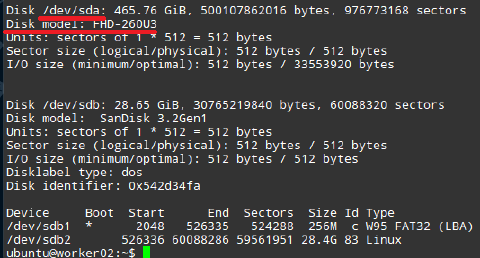 Disk /dev/sda: 465.76 GiB, 500107862016 bytes, 976773168 sectors
Disk model: FHD-260U3
Units: sectors of 1 * 512 = 512 bytes
Sector size (logical/physical): 512 bytes / 512 bytes
I/O size (minimum/optimal): 512 bytes / 33553920 bytes
Disk /dev/sdb: 28.65 GiB, 30765219840 bytes, 60088320 sectors
Disk model:  SanDisk 3.2Gen1
Units: sectors of 1 * 512 = 512 bytes
Sector size (logical/physical): 512 bytes / 512 bytes
I/O size (minimum/optimal): 512 bytes / 512 bytes
Disklabel type: dos
Disk identifier: 0x542d34fa
Device     Boot  Start      End  Sectors  Size Id Type
/dev/sdb1  *      2048   526335   524288  256M  c W95 FAT32 (LBA)
/dev/sdb2       526336 60088286 59561951 28.4G 83 Linux
ubuntu@worker02:~$